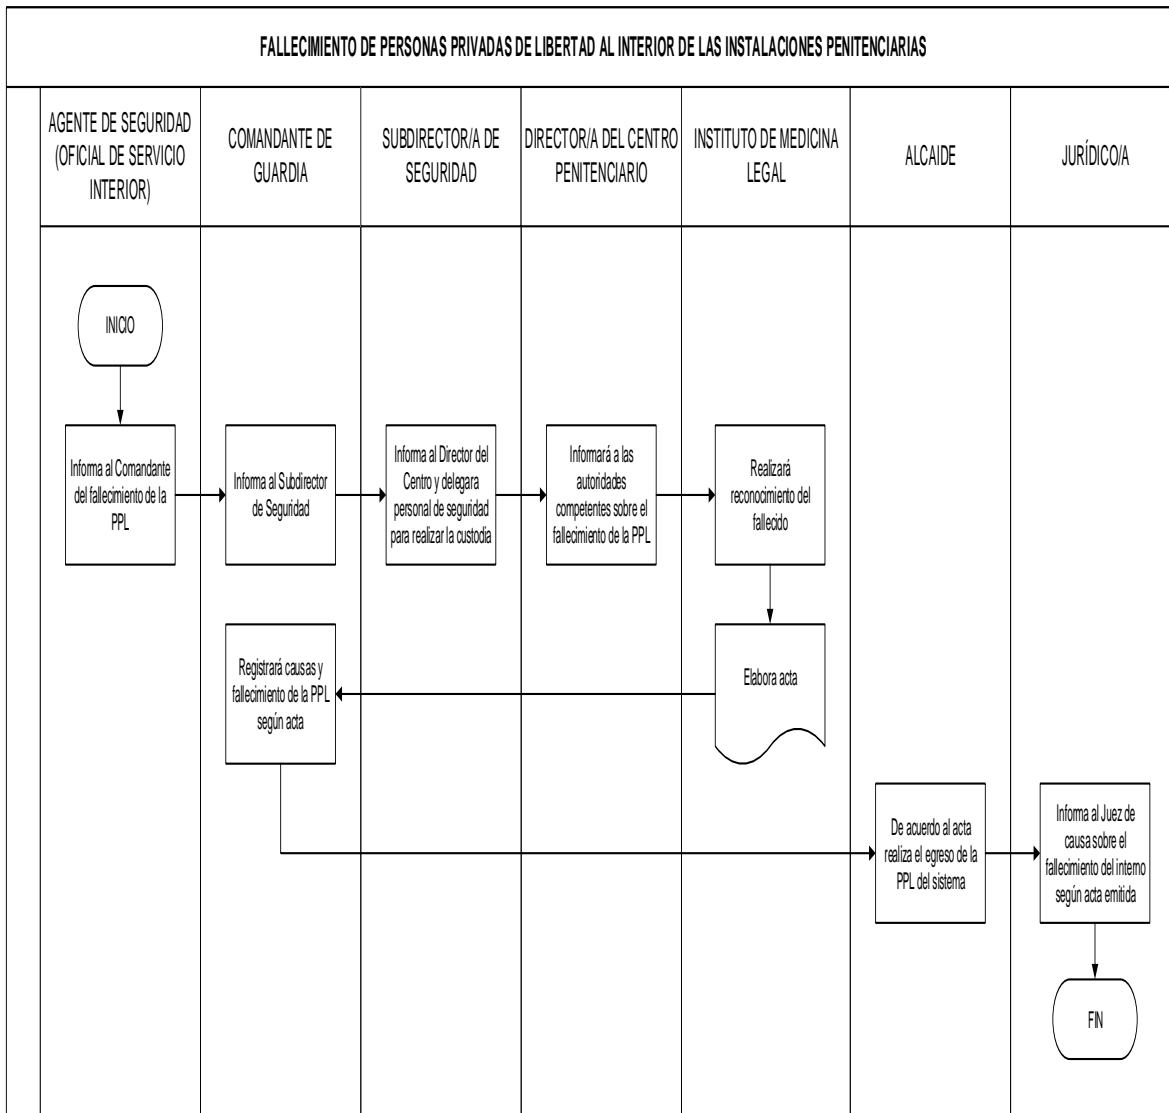 FALLECIMIENTO DE PERSONAS PRIVADAS DE LIBERTAD AL INTERIOR DE LAS INSTALACIONES PENITENCIARIAS
AGENTE DE SEGURIDAD
(OFICIAL DE SERVICIO
INTERIOR)
COMANDANTE DE
GUARDIA
SUBDIRECTOR/A DE
SEGURIDAD
DIRECTOR/A DEL CENTRO
PENITENCIARIO
INSTITUTO DE MEDICINA
LEGAL
ALCAIDE
JURÍDICO/A
INICIO
Informa al Comandante
del fallecimiento de la
PPL
Informa al Subdirector
de Seguridad
Informa al Director del
Centro y delegara
personal de seguridad
para realizar la custodia
Informará a las
autoridades
competentes sobre el
fallecimiento de la PPL
Realizará
reconocimiento del
fallecido
Elabora acta
Registrará causas y
fallecimiento de la PPL
según acta
De acuerdo al acta
realiza el egreso de la
PPL del sistema
Informa al Juez de
causa sobre el
fallecimiento del interno
según acta emitida
FIN